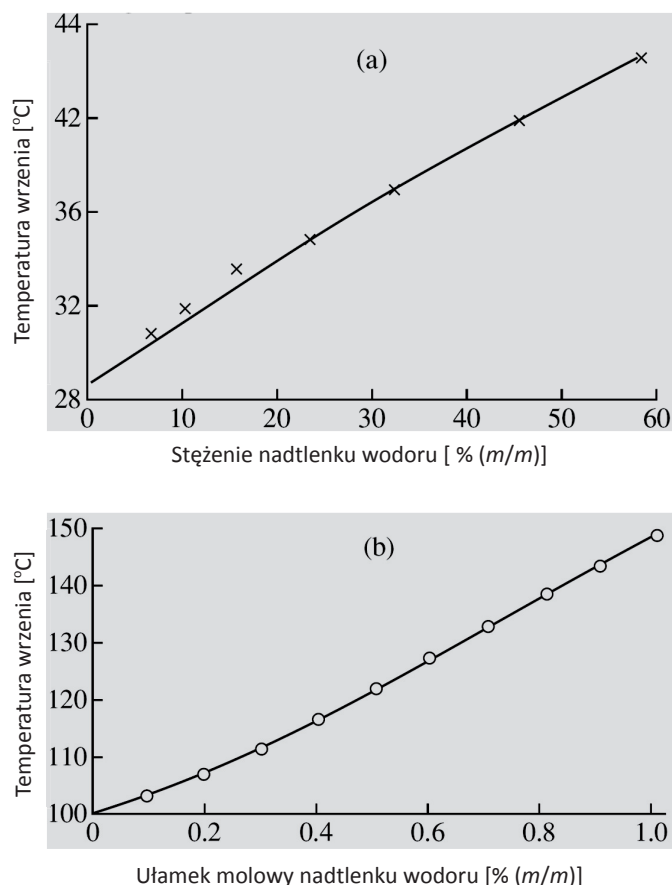 44
(a)
42
36
32
28
Temperatura wrzenia [°C]
0 10 20 30 40 50 60
Stężenie nadtlenku wodoru [ % (m/m)]
150
(b)
140
130
120
110
100
Temperatura wrzenia [°C]
0 0.2 0.4 0.6 0.8 1.0
Ułamek molowy nadtlenku wodoru [% (m/m)]